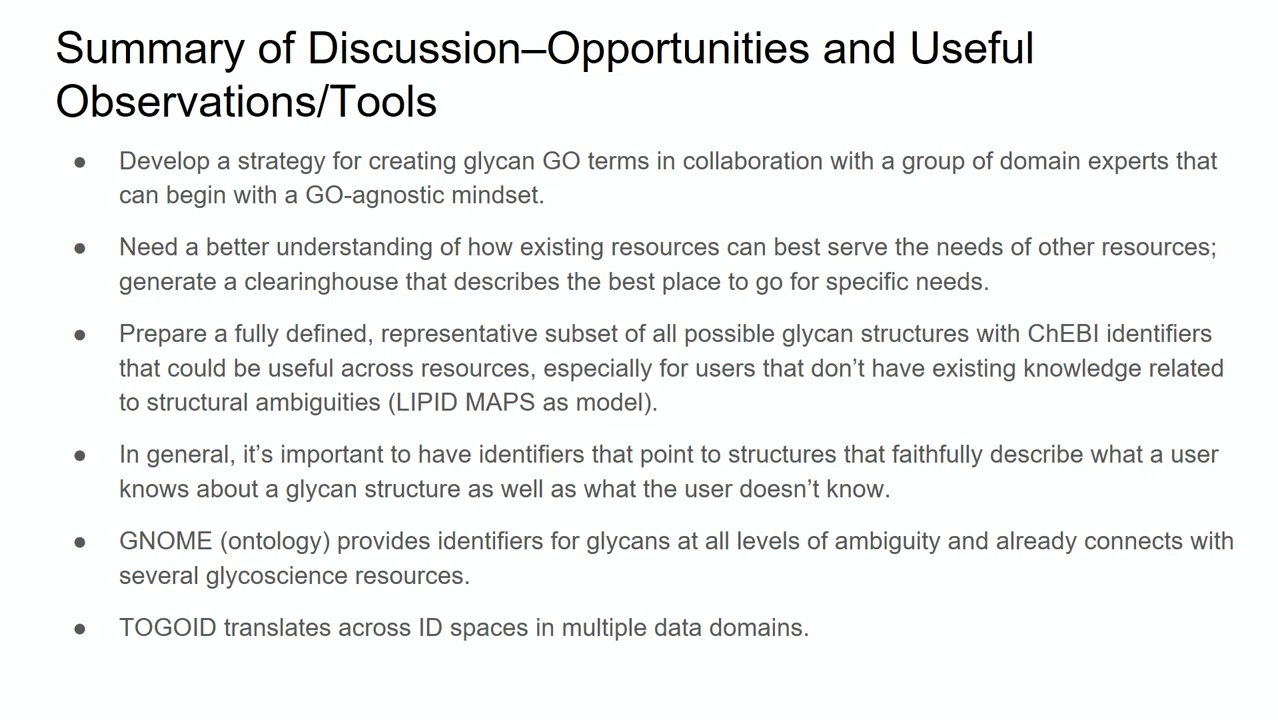 Summary of Discussion–Opportunities and Useful
Observations/Tools
● Develop a strategy for creating glycan GO terms in collaboration with a group of domain experts that
can begin with a GO-agnostic mindset.
● Need a better understanding of how existing resources can best serve the needs of other resources;
generate a clearinghouse that describes the best place to go for specific needs.
● Prepare a fully defined, representative subset of all possible glycan structures with ChEBI identifiers
that could be useful across resources, especially for users that don’t have existing knowledge related
to structural ambiguities (LIPID MAPS as model).
● In general, it’s important to have identifiers that point to structures that faithfully describe what a user
knows about a glycan structure as well as what the user doesn’t know.
● GNOME (ontology) provides identifiers for glycans at all levels of ambiguity and already connects with
several glycoscience resources.
● TOGOID translates across ID spaces in multiple data domains.